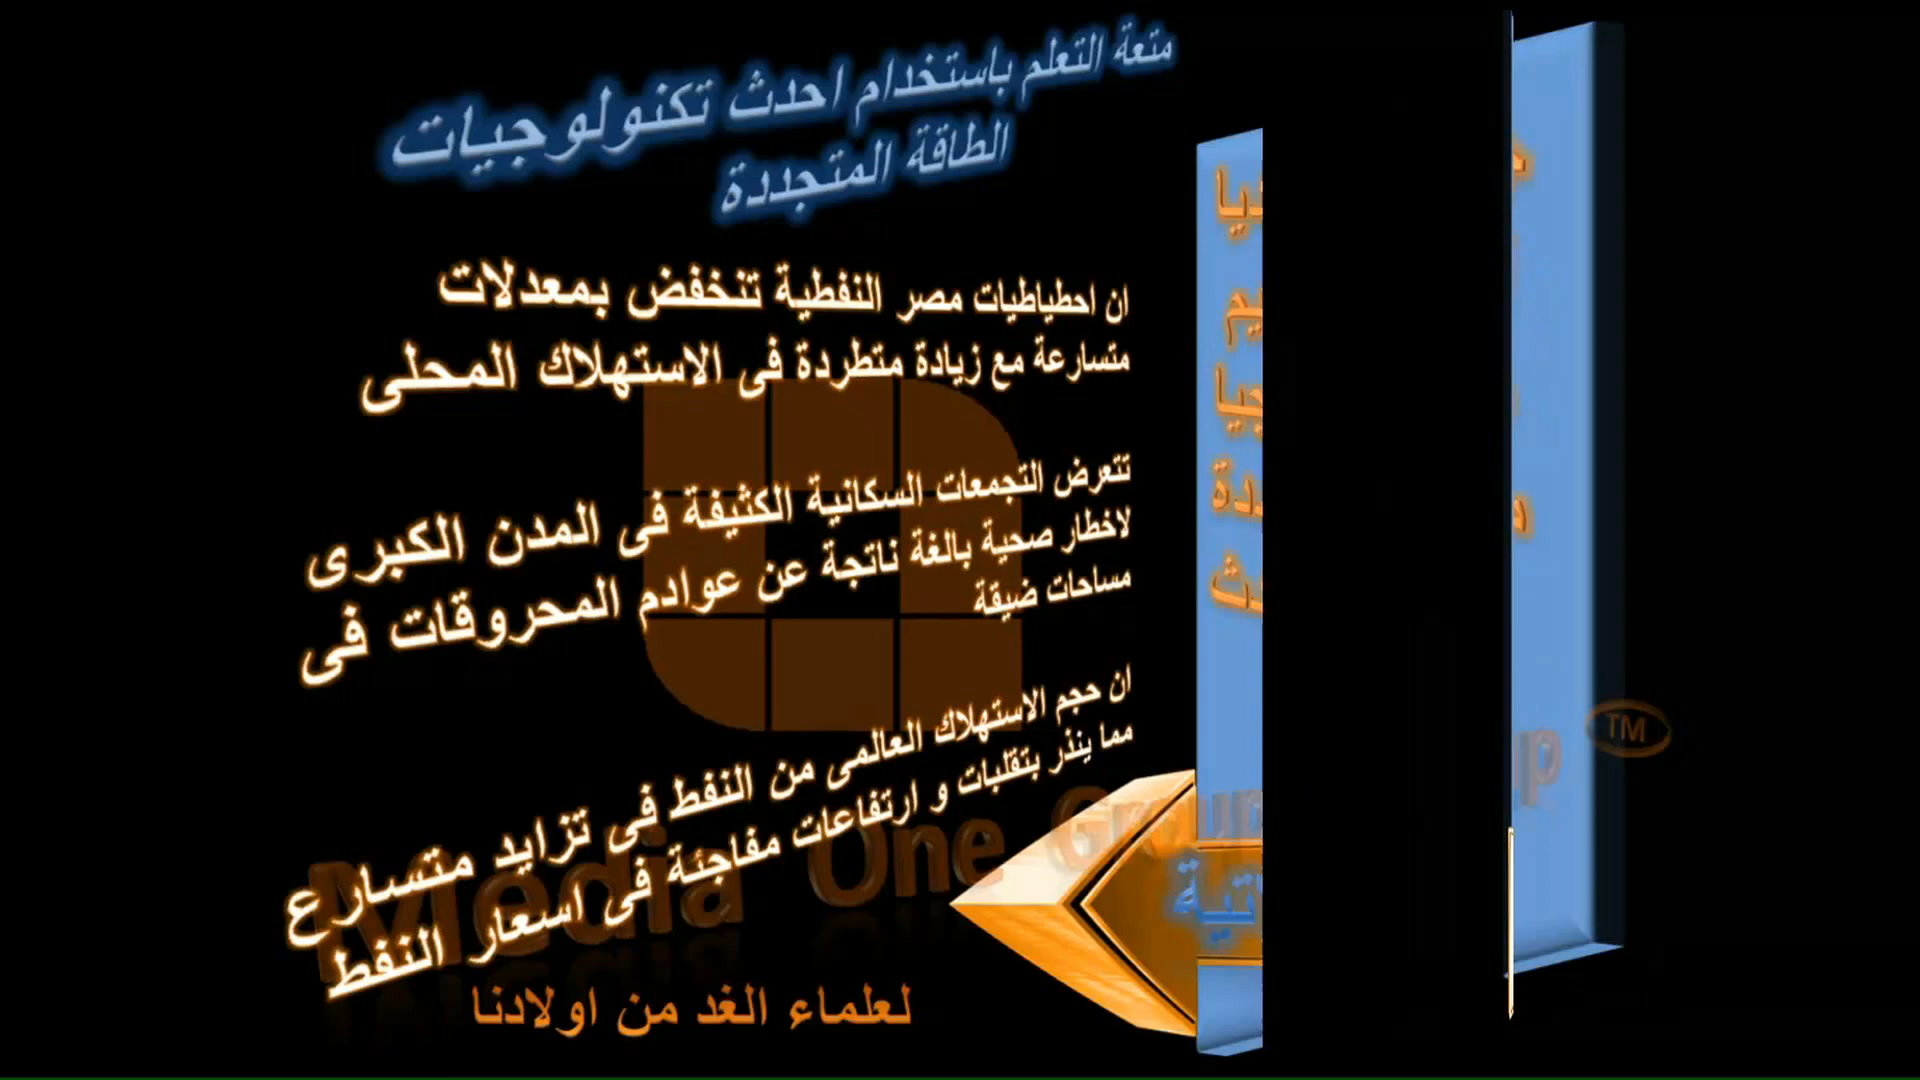 متعة التعلم باستخدام احدث تكنولوجيات
الطاقة المتجددة
ان احطياطيات مصر النفطية تنخفض بمعدلات
متسارعة مع زيادة متطردة فى الاستهلاك المحلى
تتعرض التجمعات السكانية الكثيفة فى المدن الكبرى
لاخطار صحية بالغة ناتجة عن عوادم المحروقات فى
مساحات ضيقة
ان حجم الاستهلاك العالمى من النفط فى تزايد متسارع
مما ينذر بتقلبات و ارتفاعات مفاجئة فى اسعار النفط
Media One Group
TM
لعلماء الغد من اولادنا